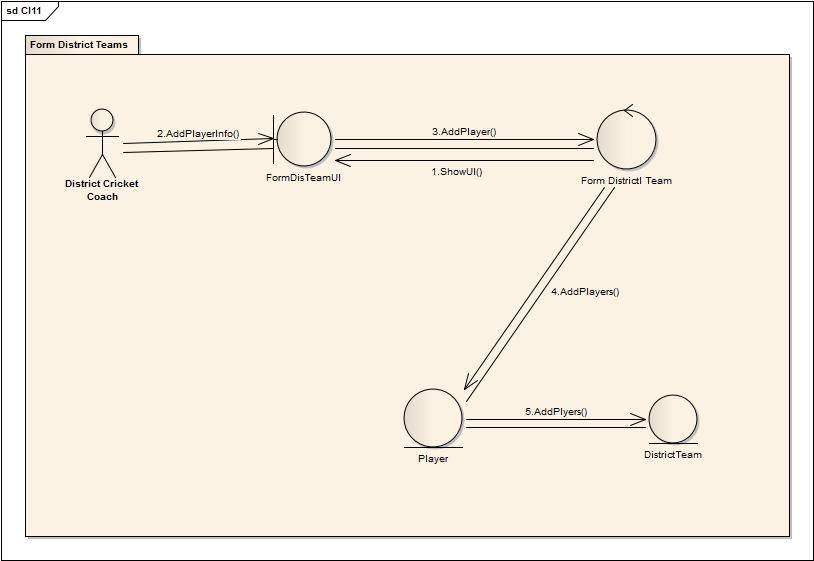 sd CI11
Form District Teams
2.AddPlayerInfo()
3.AddPlayer()
1.ShowUI()
FormDisTeamUI
Form DistrictI Team
District Cricket
Coach
4.AddPlayers()
5.AddPlyers()
Player
DistrictTeam